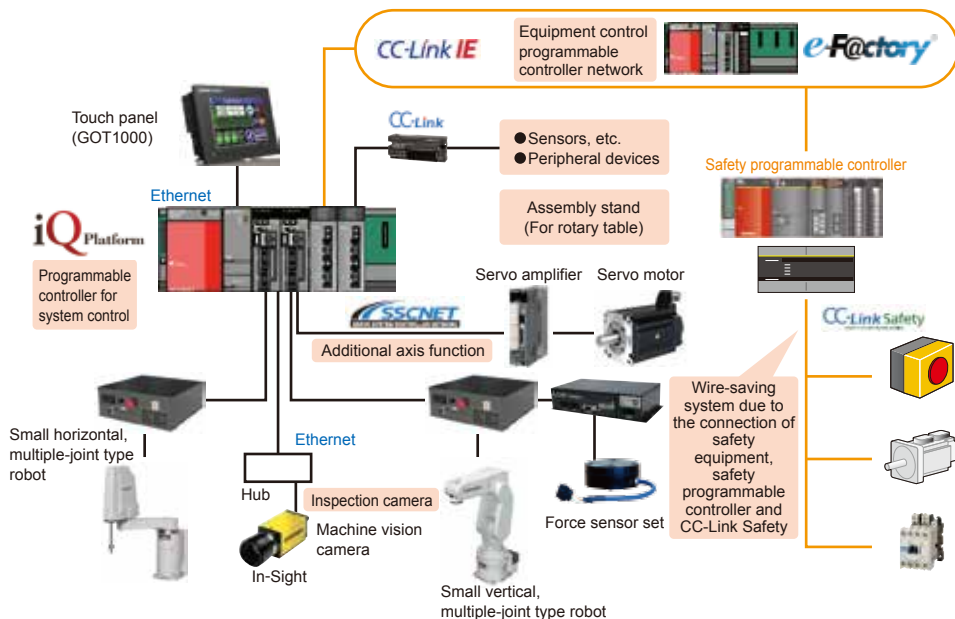 CC-Link IE
Equipment control
programmable
controller network
e-F@ctory
®
Touch panel
(GOT1000)
CC-Link
●Sensors, etc.
●Peripheral devices
Safety programmable controller
Ethernet
iQ Platform
Assembly stand
(For rotary table)
Programmable
controller for
system control
Servo amplifier
Servo motor
SSCNET
Additional axis function
CC-Link Safety
Wire-saving
system due to
the connection of
safety
equipment,
safety
programmable
controller and
CC-Link Safety
Small horizontal,
multiple-joint type
robot
Ethernet
Hub
Inspection camera
Machine vision
camera
In-Sight
Force sensor set
Small vertical,
multiple-joint type robot